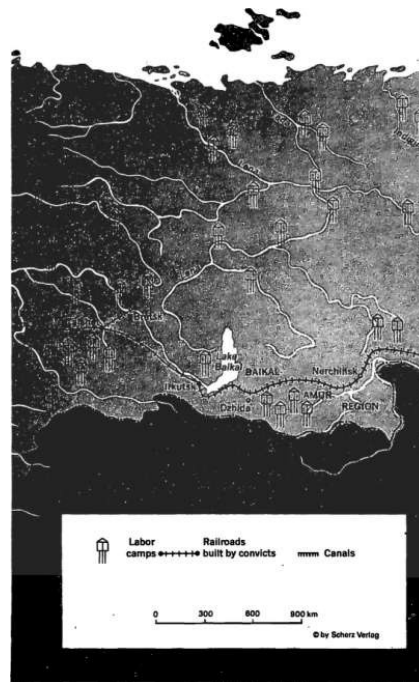 Lena
Bratsk
Lake
Baikal
BAIKAL
Nerchinsk
Irkutsk
AMUR
Dzhida
REGION
Labor
camps
Railroads
built by convicts
Canals
0 300 600 900 km
© by Scherz Verlag